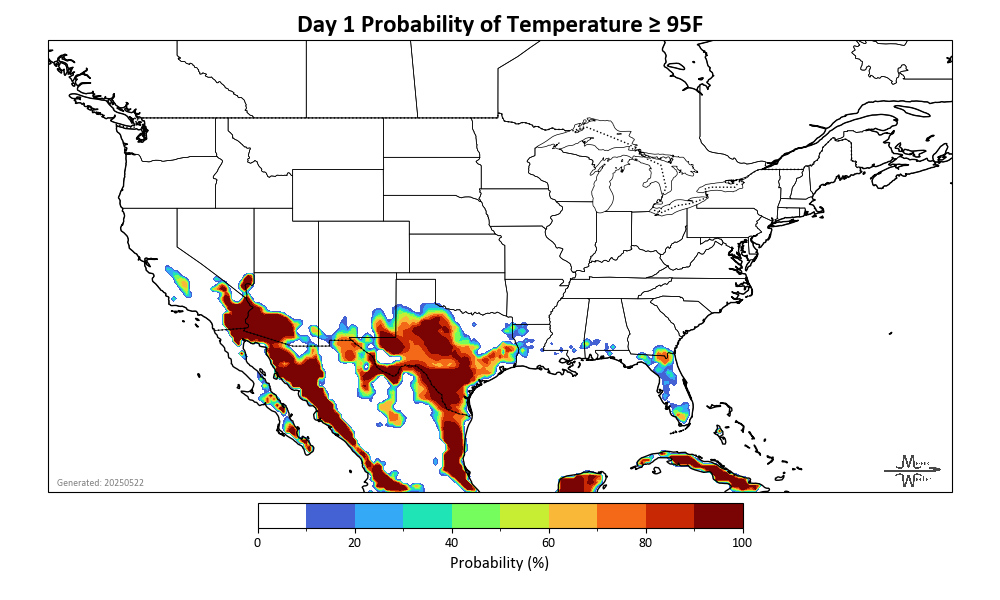 Day 1 Probability of Temperature ≥ 95F
Generated: 20250522
0 20 40 60 80 100
Probability (%)